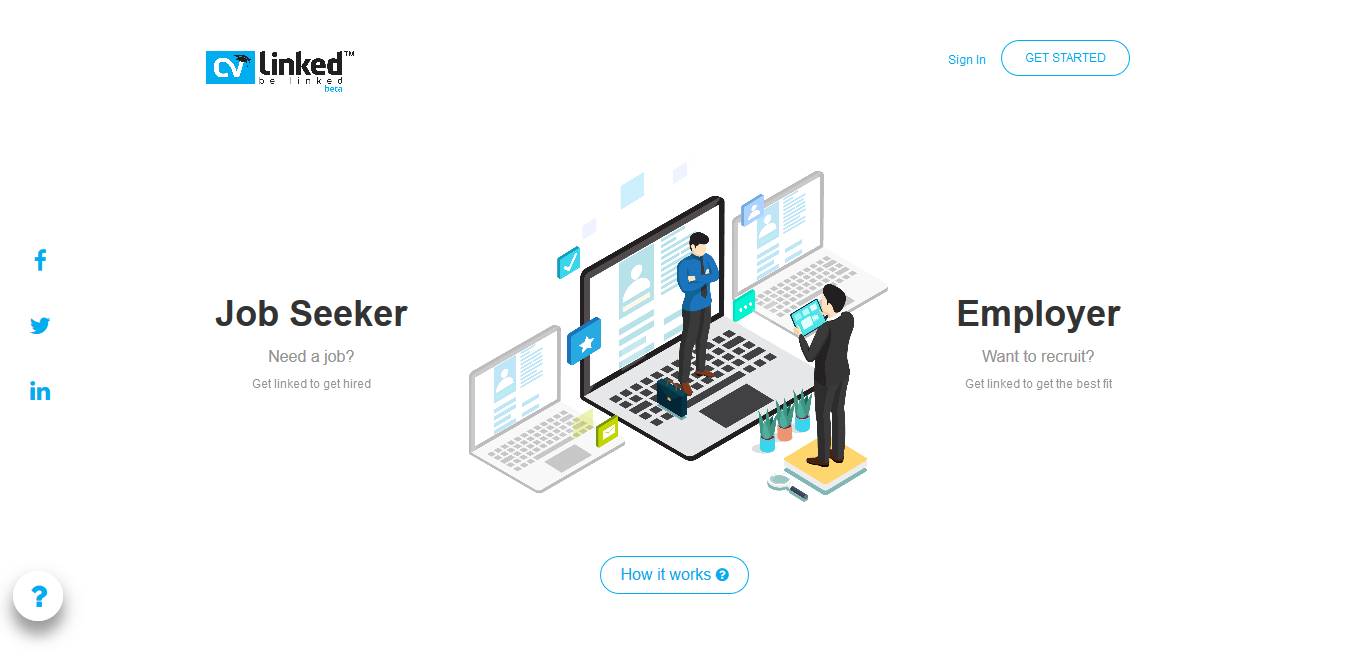 cv Linked™
be linked
beta
Sign In
GET STARTED
Job Seeker
Need a job?
Get linked to get hired
Employer
Want to recruit?
Get linked to get the best fit
How it works ?
?